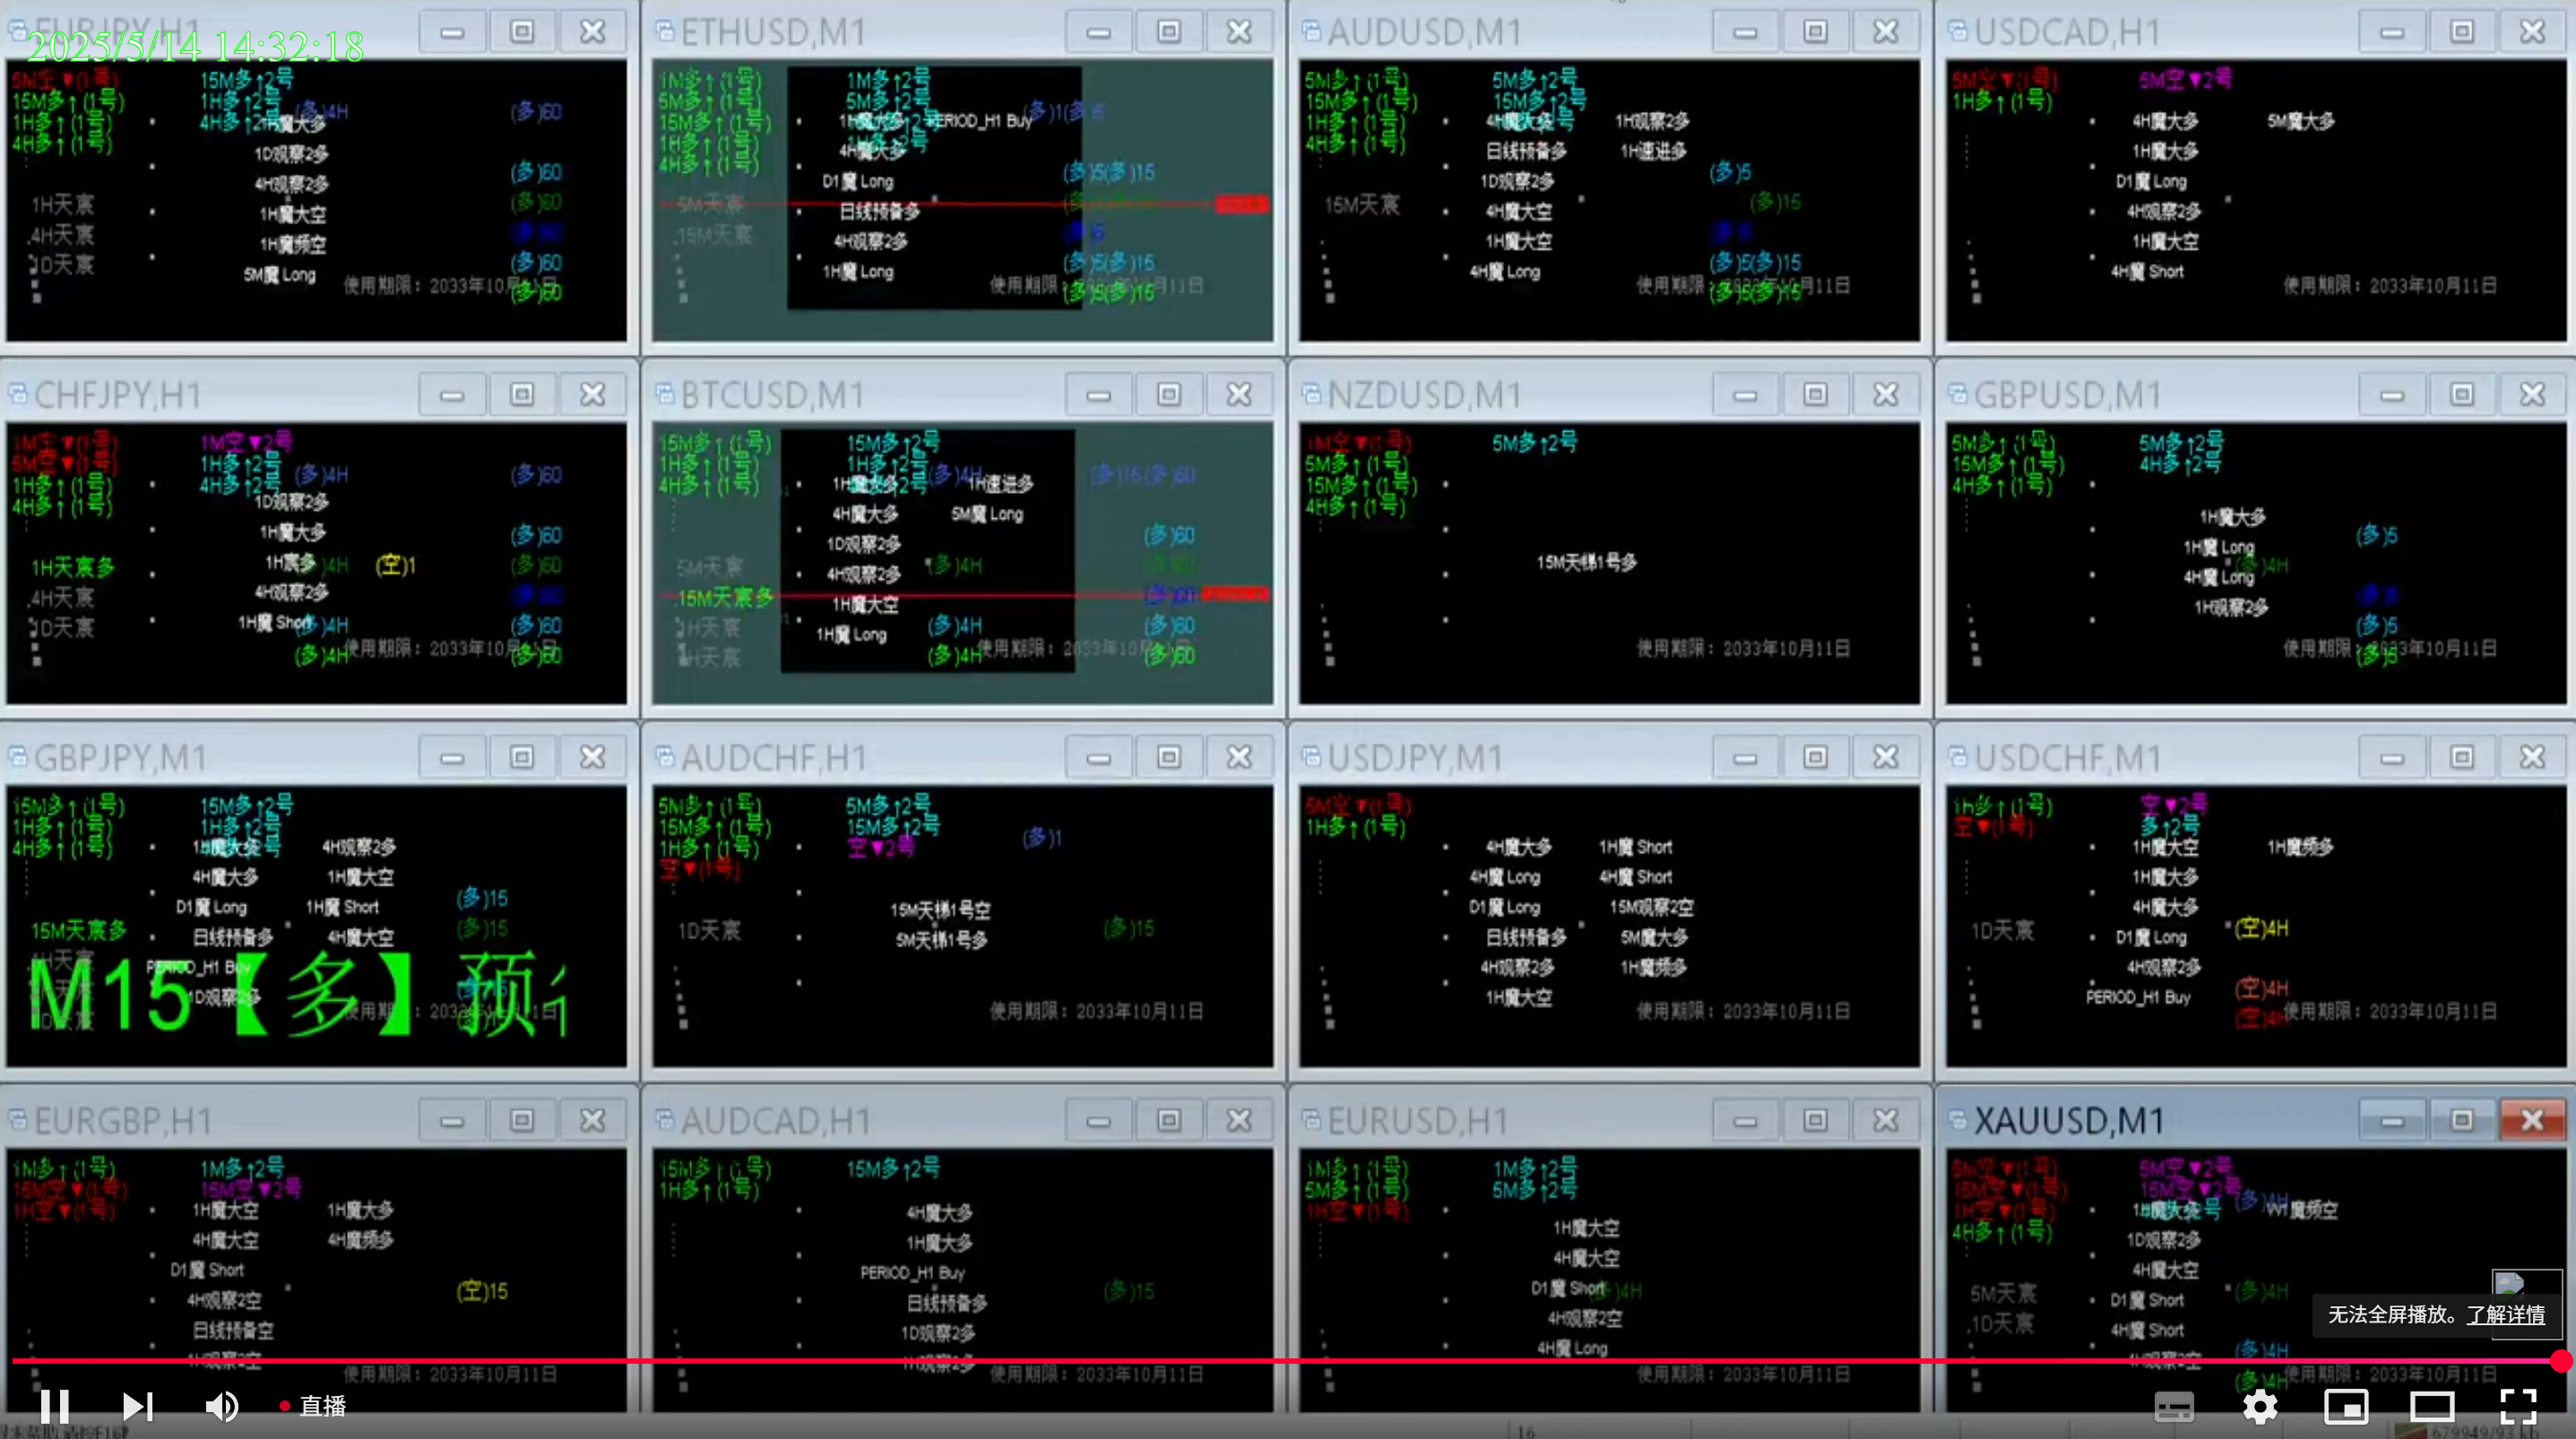 EURJPY,H1
2025/5/14 14:32:18
5M空▼(1号) 15M多↑2号
15M多↑(1号) 1H多↑2号 (多)4H (多)60
1H多↑(1号) 4H多↑2号 1H魔大多
4H多↑(1号) 1D观察2多
(多)60
4H观察2多
1H天宸 1H魔大空 (多)60
.4H天宸 1H魔频空 (多)60
1D天宸 5M魔 Long (多)60
使用期限：2033年10月11日
(多)60
ETHUSD,M1
1M多↑(1号) 1M多↑2号
5M多↑(1号) 5M多↑2号
15M多↑(1号) 1H魔大多 PERIOD_H1 Buy
1H多↑(1号) 4H魔大多
4H多↑(1号) D1魔 Long (多)5(多)15
5M天宸 日线预备多
.15M天宸 4H观察2多
1H魔 Long (多)5(多)15
使用期限
AUDUSD,M1
5M多↑(1号) 5M多↑2号
15M多↑(1号) 15M多↑2号
1H多↑(1号) 4H魔大多 1H观察2多
4H多↑(1号) 日线预备多 1H速进多
1D观察2多 (多)5
15M天宸 4H魔大空 (多)15
1H魔大空
4H魔 Long (多)5(多)15
使用期限
(多)5(多)15
USDCAD,H1
5M空▼(1号) 5M空▼2号
1H多↑(1号)
4H魔大多 5M魔大多
1H魔大多
D1魔 Long
4H观察2多
1H魔大空
4H魔 Short
使用期限：2033年10月11日
CHFJPY,H1
1M空▼(1号) 1M空▼2号
5M空▼(1号) 1H多↑2号 (多)4H (多)60
1H多↑(1号) 4H多↑2号
4H多↑(1号) 1D观察2多
1H魔大多 (多)60
1H天宸多 1H宸多 (多)4H (空)1 (多)60
.4H天宸 4H观察2多
1D天宸 1H魔 Short (多)4H (多)60
(多)4H 使用期限：2033年10月11日 (多)60
BTCUSD,M1
15M多↑(1号) 15M多↑2号
1H多↑(1号) 1H多↑2号 (多)4H
4H多↑(1号) 1H速进多
4H魔大多 5M魔 Long
1D观察2多 (多)60
5M天宸 4H观察2多 (多)4H
.15M天宸多 1H魔大空
1H天宸 1H魔 Long (多)4H (多)60
H天宸 (多)4H 使用期限：2033年10月11日 (多)60
NZDUSD,M1
1M空▼(1号) 5M多↑2号
5M多↑(1号)
15M多↑(1号)
4H多↑(1号)
15M天梯1号多
使用期限：2033年10月11日
GBPUSD,M1
5M多↑(1号) 5M多↑2号
15M多↑(1号) 4H多↑2号
4H多↑(1号)
1H魔大多
1H魔 Long (多)5
4H魔 Long (多)4H
1H观察2多
(多)5
使用期限 (多)5 2033年10月11日
GBPJPY,M1
15M多↑(1号) 15M多↑2号
1H多↑(1号) 1H多↑2号
4H多↑(1号) 1H魔大多 4H观察2多
4H魔大多 1H魔大空
D1魔 Long 1H魔 Short (多)15
15M天宸多 日线预备多 4H魔大空 (多)15
PERIOD_H1 Buy
M15【多】预
1D观察2多
AUDCHF,H1
5M多↑(1号) 5M多↑2号
15M多↑(1号) 15M多↑2号 (多)1
1H多↑(1号) 空▼2号
空▼(1号)
15M天梯1号空
1D天宸 5M天梯1号多 (多)15
使用期限：2033年10月11日
USDJPY,M1
5M空▼(1号)
1H多↑(1号)
4H魔大多 1H魔 Short
4H魔 Long 4H魔 Short
D1魔 Long 15M观察2空
日线预备多 5M魔大多
4H观察2多 1H魔频多
1H魔大空
使用期限：2033年10月11日
USDCHF,M1
1H多↑(1号) 空▼2号
空▼(1号) 多↑2号
1H魔大空 1H魔频多
1H魔大多
4H魔大多
1D天宸 D1魔 Long (空)4H
4H观察2多
PERIOD_H1 Buy (空)4H
(空)4H 使用期限：2033年10月11日
EURGBP,H1
1M多↑(1号) 1M多↑2号
15M空▼(1号) 15M空▼2号
1H空▼(1号) 1H魔大空 1H魔大多
4H魔大空 4H魔频多
D1魔 Short
4H观察2空 (空)15
日线预备空
使用期限：2033年10月11日
AUDCAD,H1
15M多↑(1号) 15M多↑2号
1H多↑(1号)
4H魔大多
1H魔大多
PERIOD_H1 Buy
日线预备多 (多)15
1D观察2多
使用期限：2033年10月11日
EURUSD,H1
1M多↑(1号) 1M多↑2号
5M多↑(1号) 5M多↑2号
1H空▼(1号)
1H魔大空
4H魔大空
D1魔 Short
4H观察2空
4H魔 Long
使用期限：2033年10月11日
XAUUSD,M1
5M空▼(1号) 5M空▼2号
15M空▼(1号) 15M空▼2号
1H空▼(1号) (多)4H W1魔频空
4H多↑(1号) 1D观察2多
4H魔大空
5M天宸 D1魔 Short (多)4H
.1D天宸 4H魔 Short (多)4H
(多)4H 使用期限：2033年10月11日
无法全屏播放。了解详情
直播
16